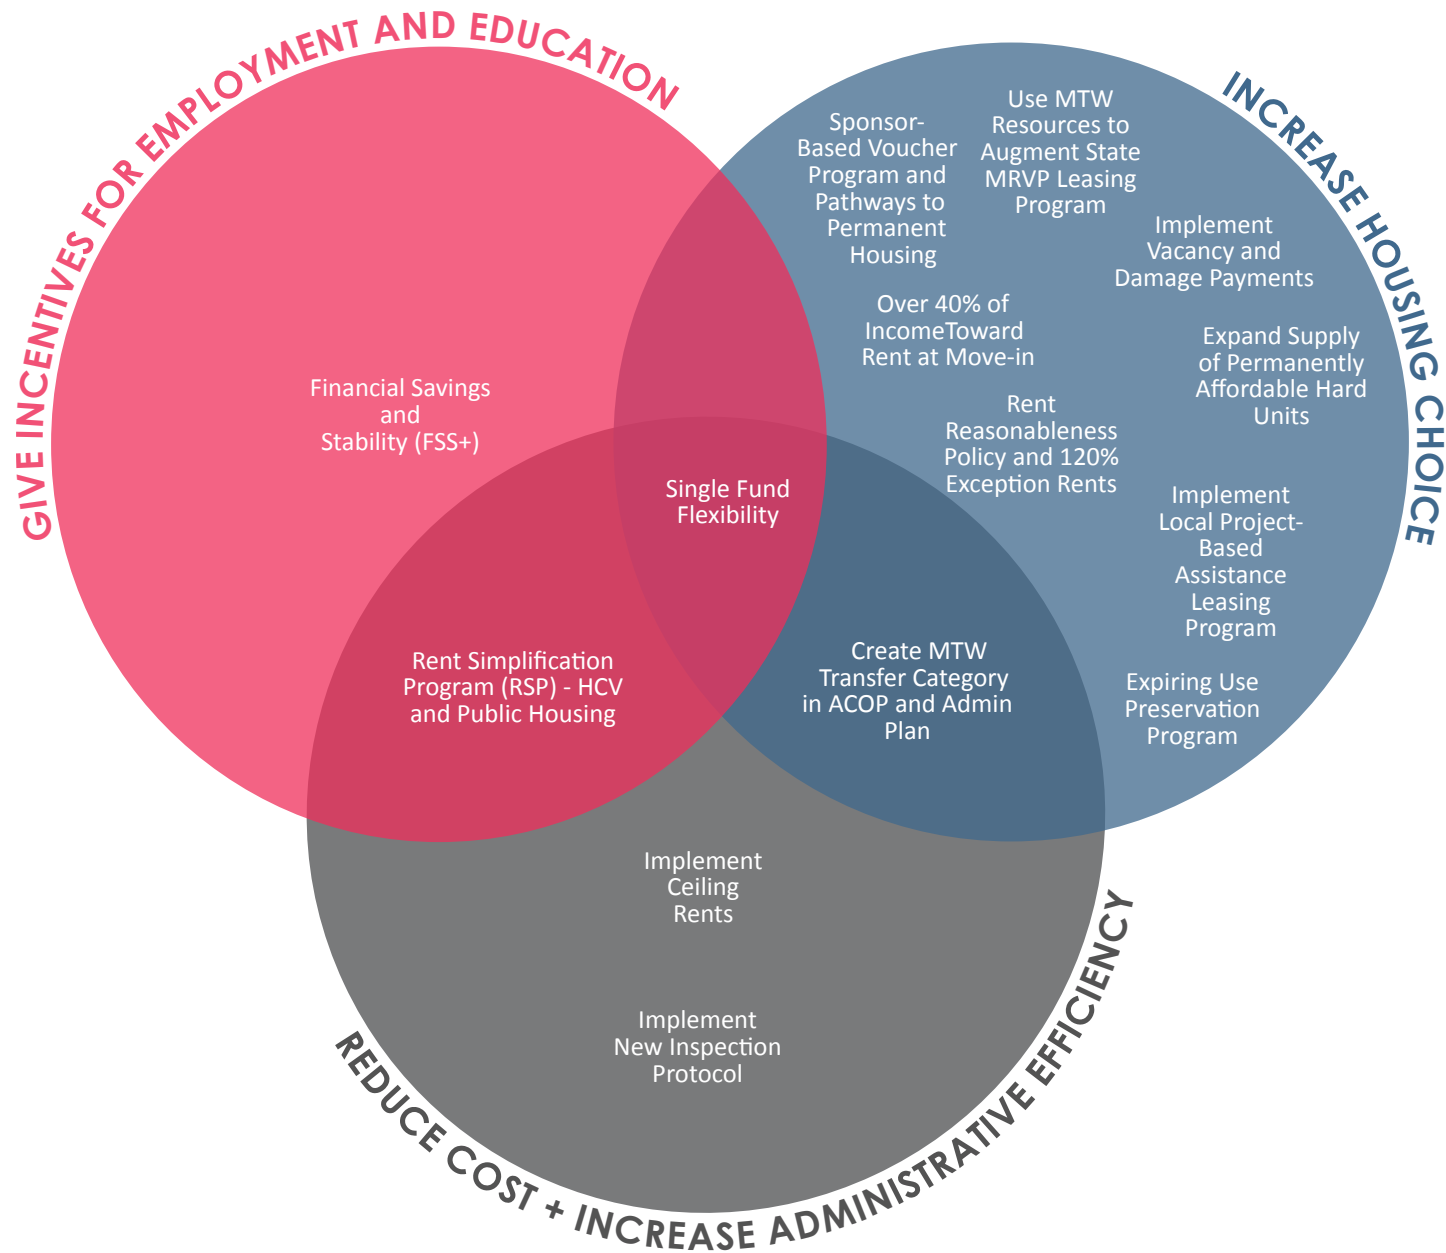 GIVE INCENTIVES FOR EMPLOYMENT AND EDUCATION
INCREASE HOUSING CHOICE
Sponsor-
Based Voucher
Program and
Pathways to
Permanent
Housing
Use MTW
Resources to
Augment State
MRVP Leasing
Program
Implement
Vacancy and
Damage Payments
Over 40% of
IncomeToward
Rent at Move-in
Expand Supply
of Permanently
Affordable Hard
Units
Financial Savings
and
Stability (FSS+)
Rent
Reasonableness
Policy and 120%
Exception Rents
Single Fund
Flexibility
Implement
Local Project-
Based
Assistance
Leasing
Program
Rent Simplification
Program (RSP) - HCV
and Public Housing
Create MTW
Transfer Category
in ACOP and Admin
Plan
Expiring Use
Preservation
Program
Implement
Ceiling
Rents
Implement
New Inspection
Protocol
REDUCE COST + INCREASE ADMINISTRATIVE EFFICIENCY